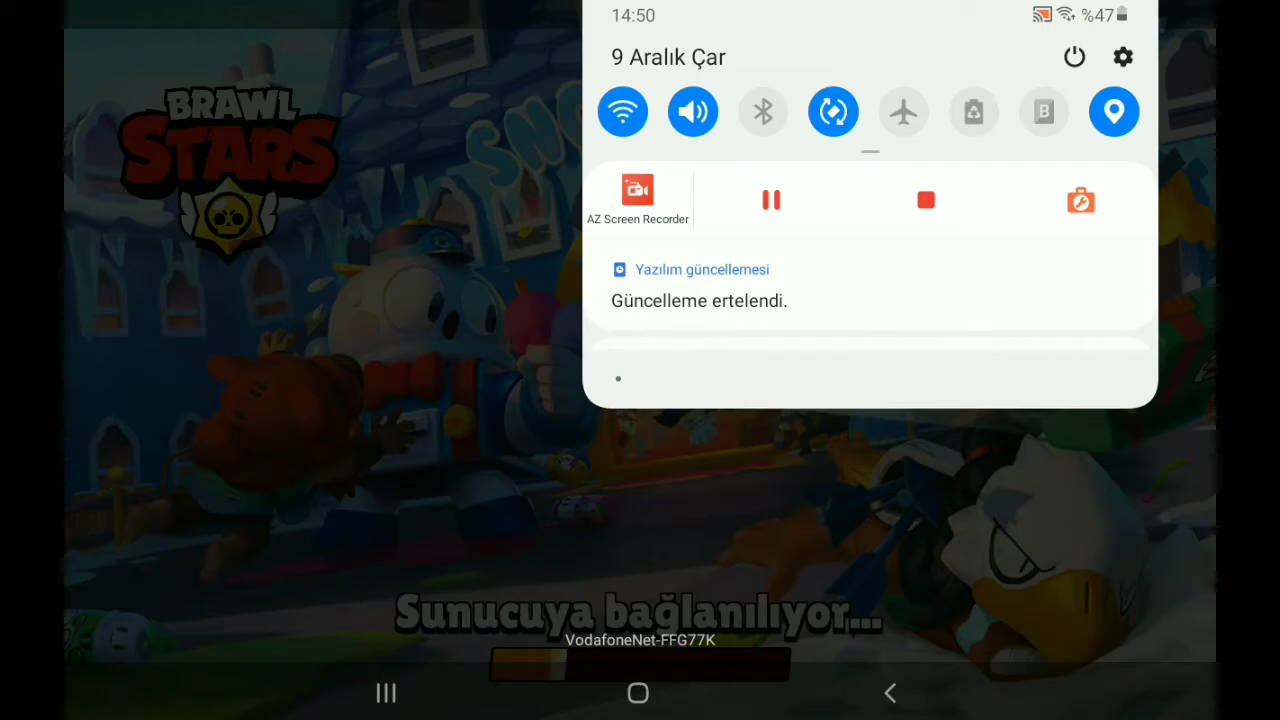 14:50
%47
9 Aralık Çar
B
AZ Screen Recorder
Yazılım güncellemesi
Güncelleme ertelendi.
BRAWL
STARS
Sunucuya bağlanılıyor...
VodafoneNet-FFG77K